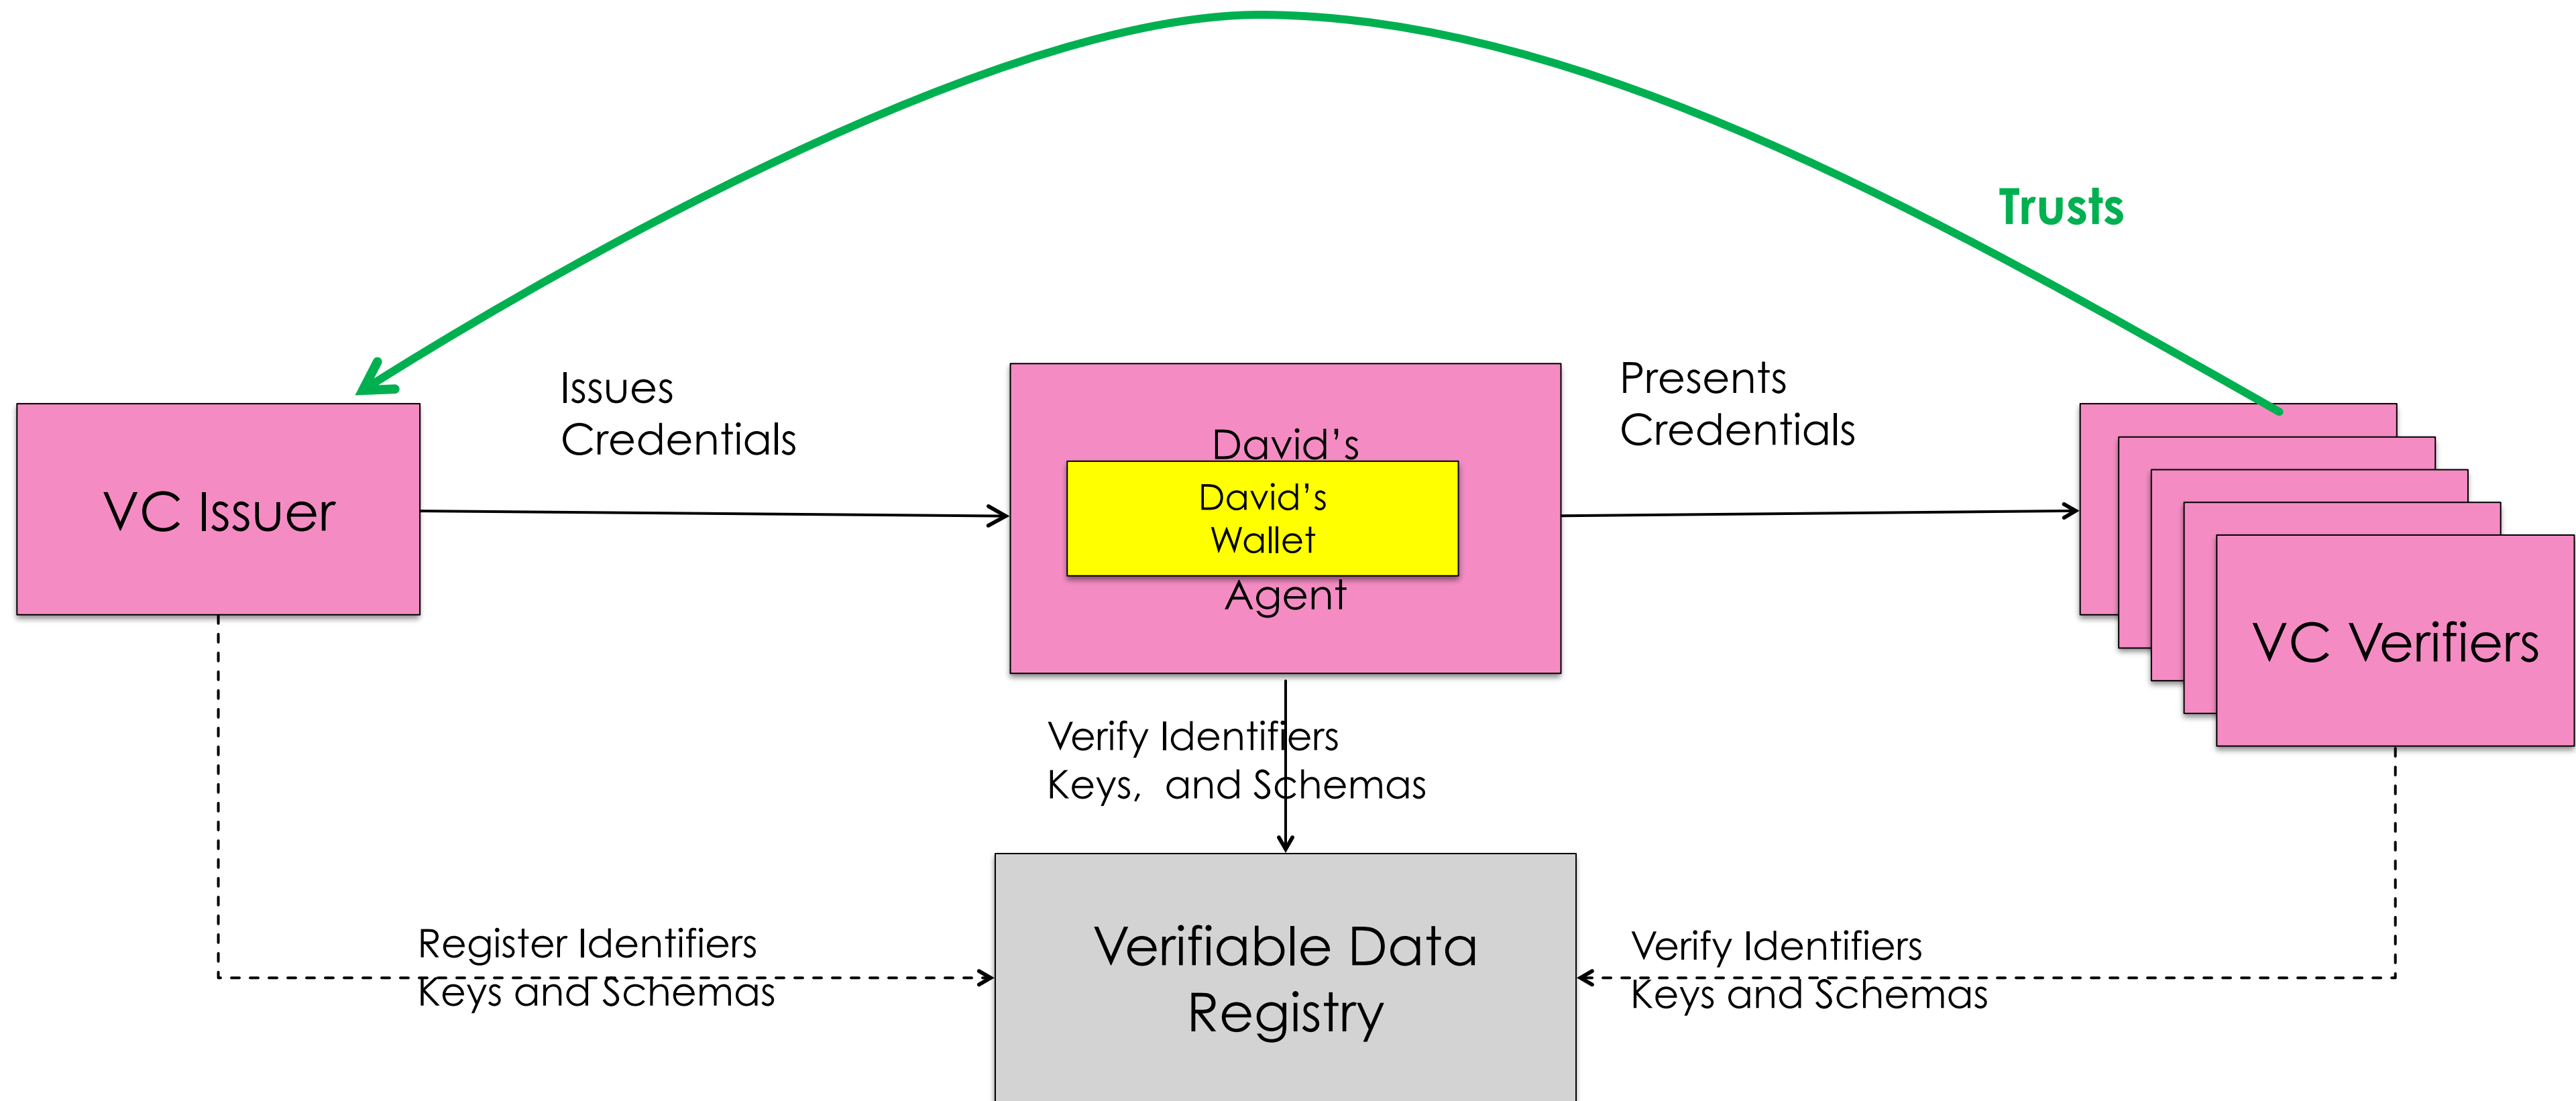 Trusts
Issues
Credentials
Presents
Credentials
David's
David's
Wallet
Agent
VC Issuer
VC Verifiers
Verify Identifiers
Keys,  and Schemas
Register Identifiers
Keys and Schemas
Verifiable Data
Registry
Verify Identifiers
Keys and Schemas